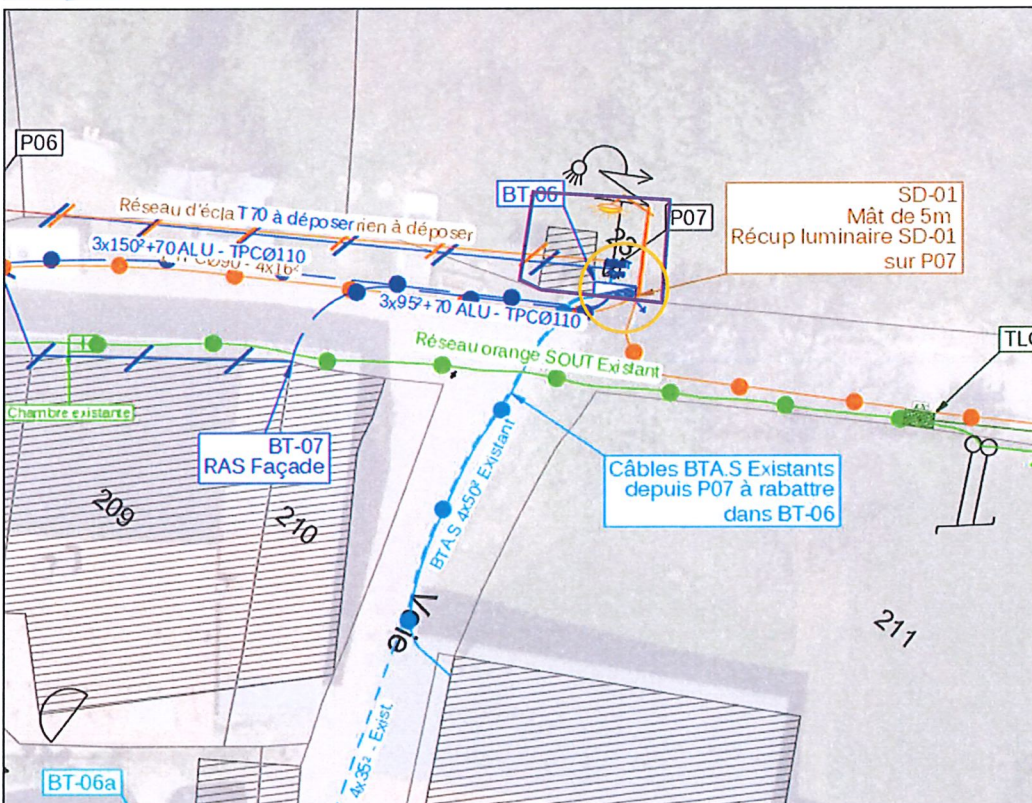 P06
BT-06
P07
SD-01
Mât de 5m
Récup luminaire SD-01
sur P07
Réseau d'écla
T70 à déposer
rien à déposer
3x150²+70 ALU - TPCØ110
- 4x16²
3x95²+70 ALU - TPCØ110
Réseau orange SOUT Existant
TLC
Chambre existante
BT-07
RAS Façade
Câbles BTA.S Existants
depuis P07 à rabattre
dans BT-06
BTA.S 4x50² Existant
209
210
211
Voie
4x35² - Exist.
BT-06a